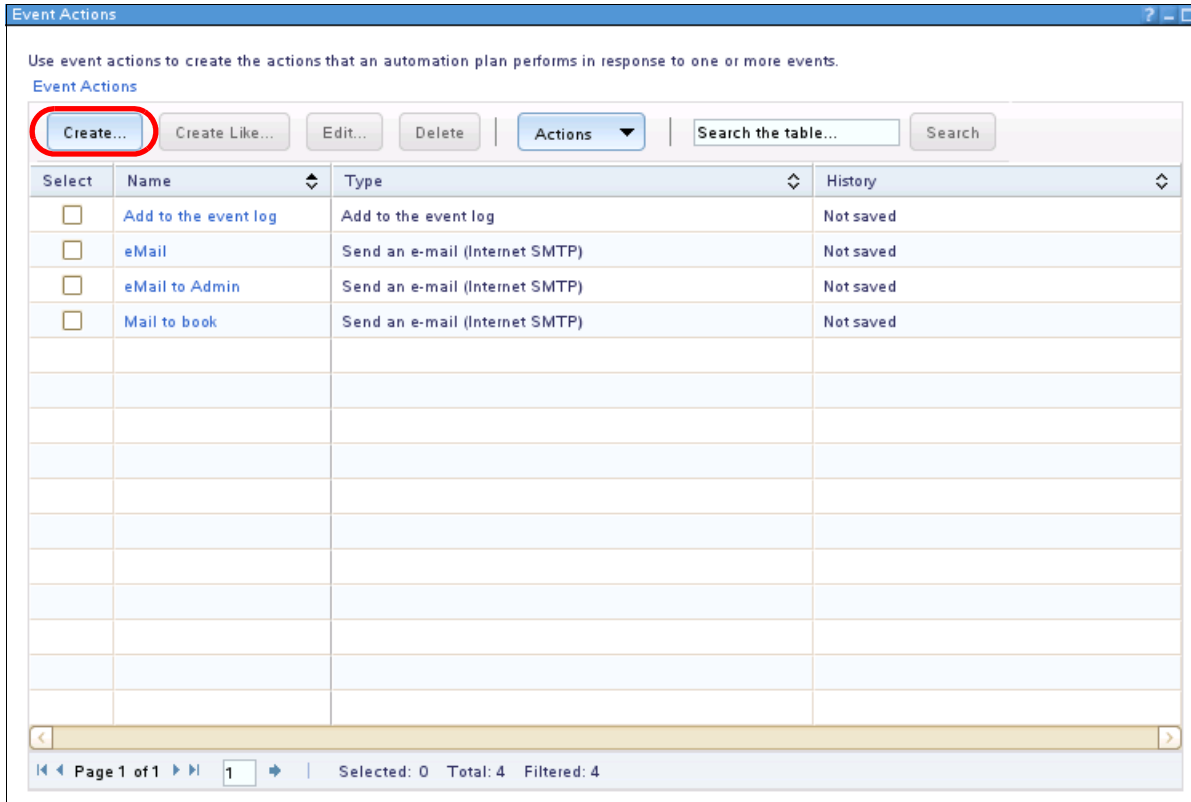 Event Actions
Use event actions to create the actions that an automation plan performs in response to one or more events.
Event Actions
Create... Create Like... Edit... Delete Actions Search the table... Search
Select Name Type History
Add to the event log Add to the event log Not saved
eMail Send an e-mail (Internet SMTP) Not saved
eMail to Admin Send an e-mail (Internet SMTP) Not saved
Mail to book Send an e-mail (Internet SMTP) Not saved
Page 1 of 1 1 Selected: 0 Total: 4 Filtered: 4